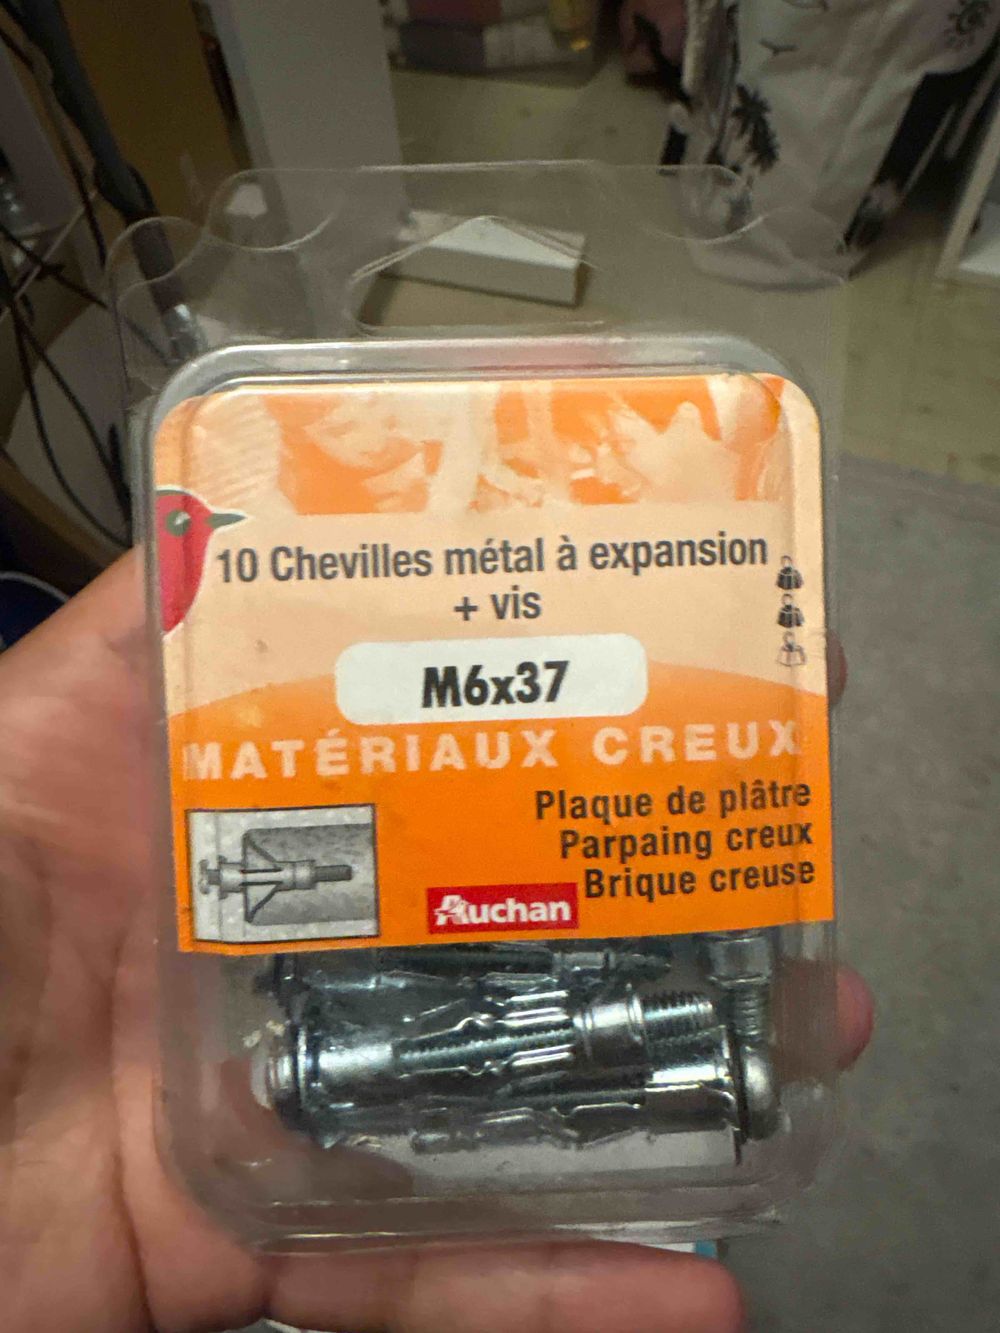 10 Chevilles métal à expansion
+ vis
M6x37
MATÉRIAUX CREUX
Plaque de plâtre
Parpaing creux
Brique creuse
Auchan